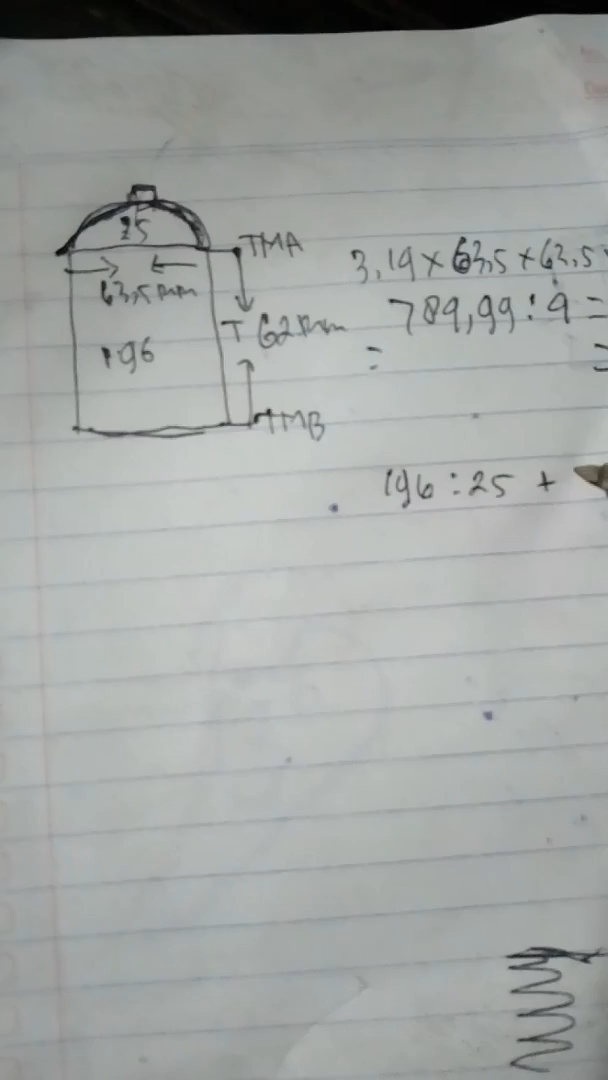 25
TMA
63,5 mm
3,14 x 63,5 x 63,5
T 62 mm
789,99 : 4 =
196
=
=
TMB
196 : 25 +